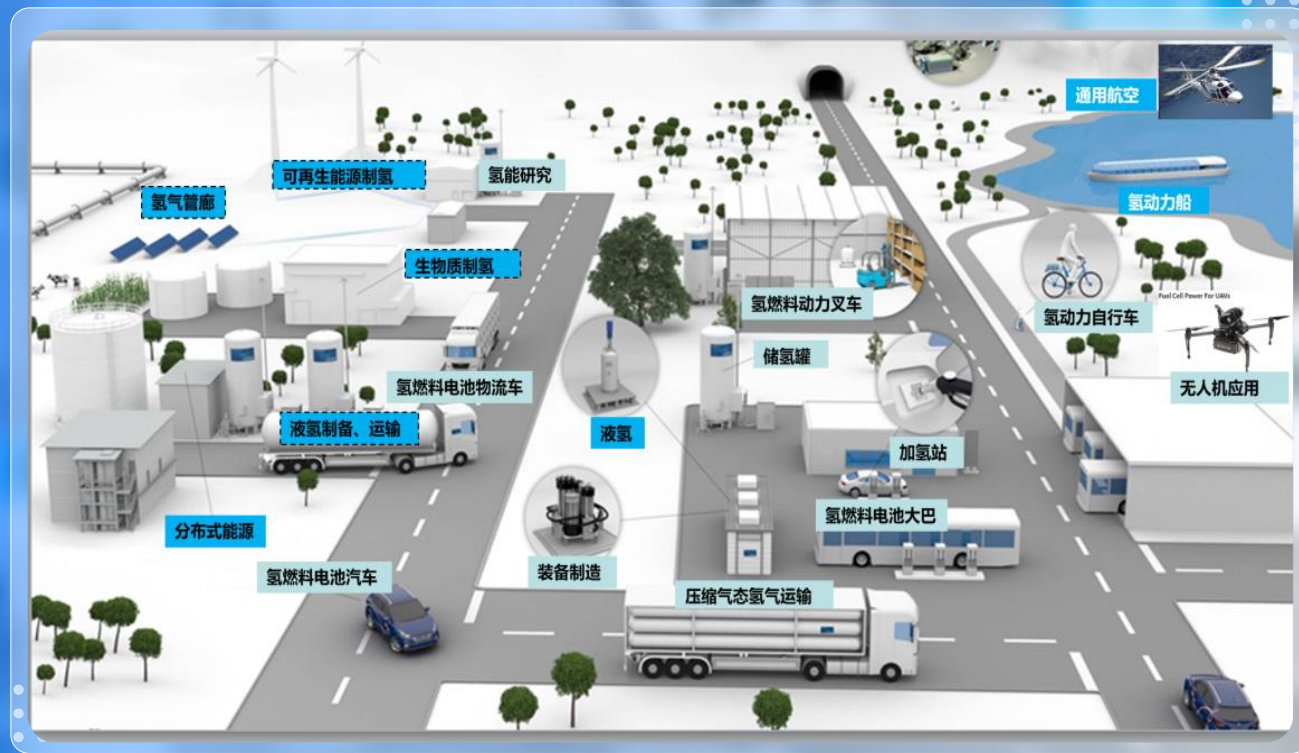 通用航空
可再生能源制氢
氢能研究
氢气管廊
氢动力船
生物质制氢
氢燃料动力叉车
氢动力自行车
Fuel Cell Power For UAVs
储氢罐
氢燃料电池物流车
无人机应用
液氢制备、运输
液氢
加氢站
氢燃料电池大巴
分布式能源
装备制造
氢燃料电池汽车
压缩气态氢气运输